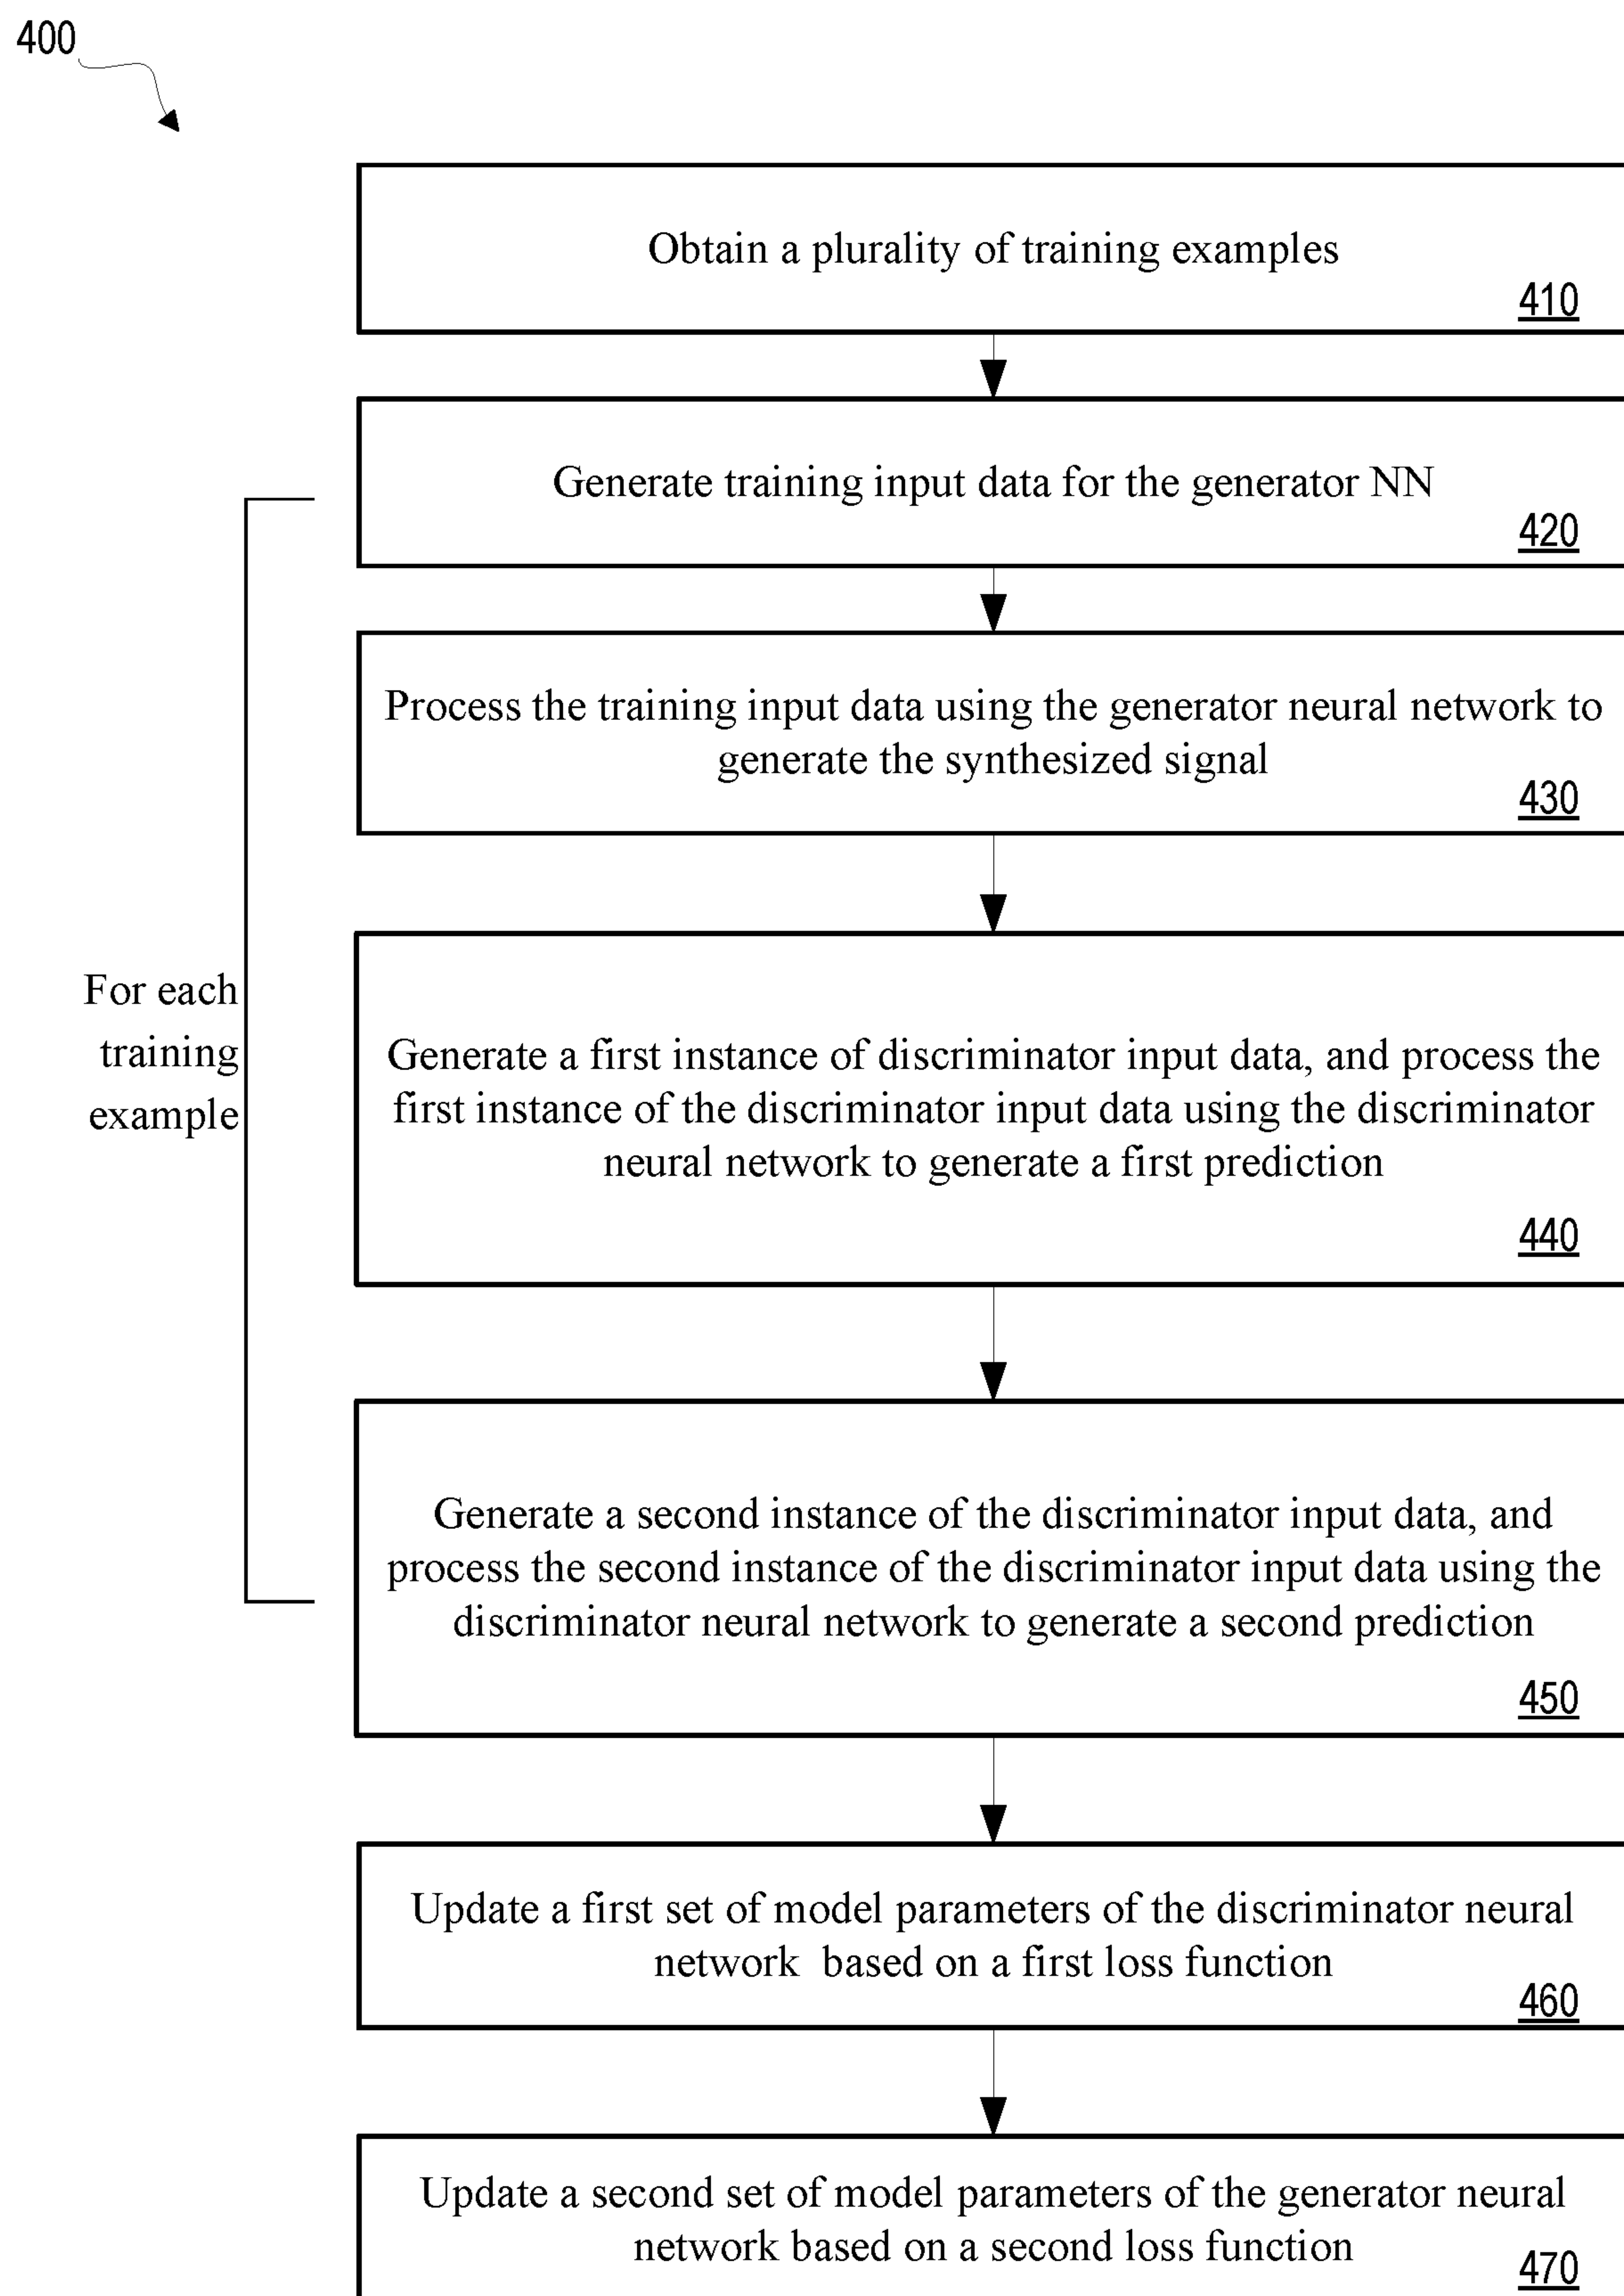 400
Obtain a plurality of training examples
410
Generate training input data for the generator NN
420
Process the training input data using the generator neural network to
generate the synthesized signal
430
For each
training
example
Generate a first instance of discriminator input data, and process the
first instance of the discriminator input data using the discriminator
neural network to generate a first prediction
440
Generate a second instance of the discriminator input data, and
process the second instance of the discriminator input data using the
discriminator neural network to generate a second prediction
450
Update a first set of model parameters of the discriminator neural
network based on a first loss function
460
Update a second set of model parameters of the generator neural
network based on a second loss function
470